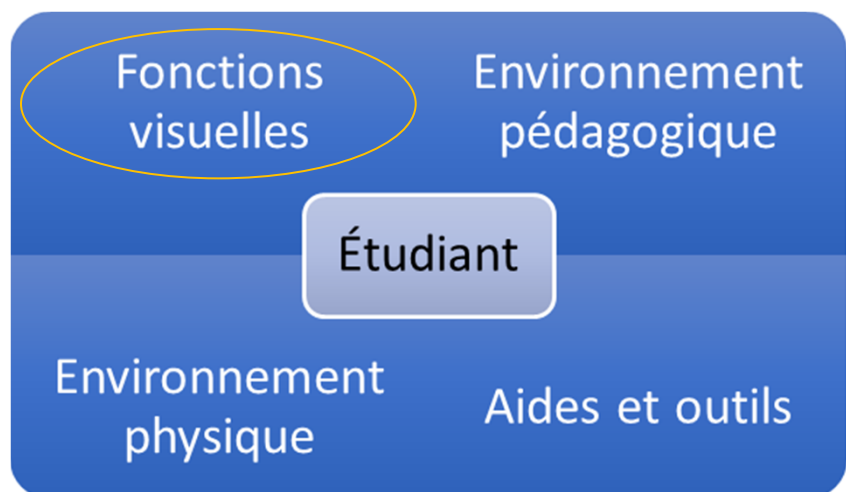 Fonctions
visuelles
Environnement
pédagogique
Étudiant
Environnement
physique
Aides et outils